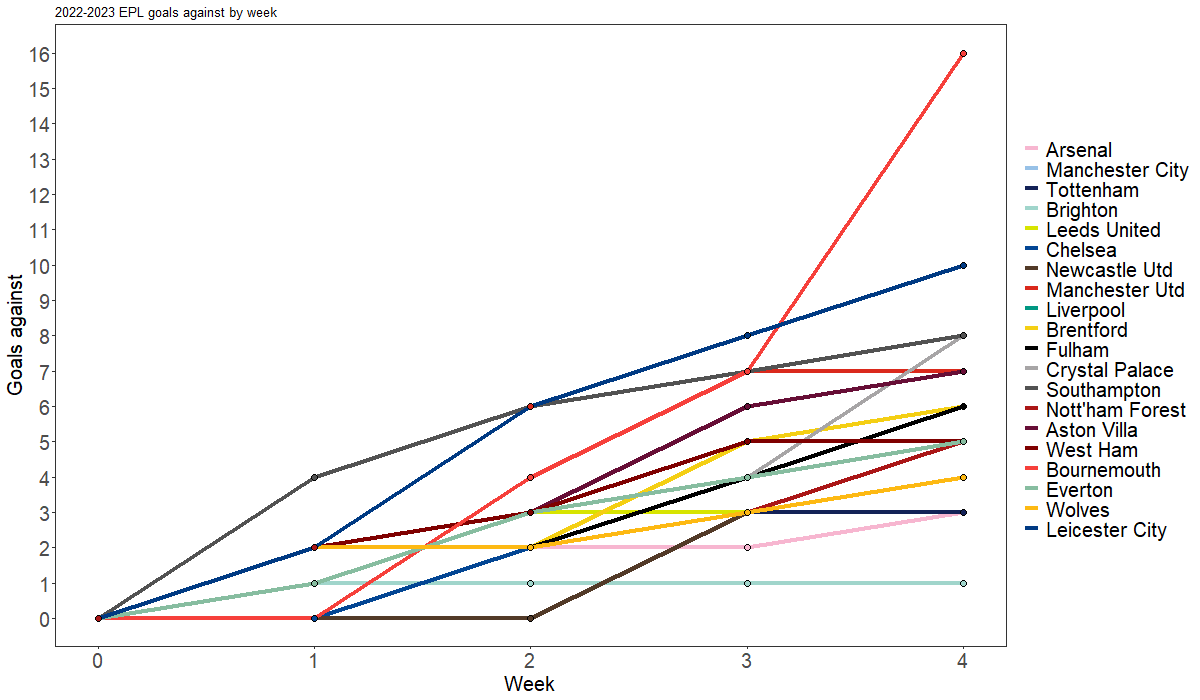 2022-2023 EPL goals against by week
Goals against
16
15
14
13
12
11
10
9
8
7
6
5
4
3
2
1
0
0 1 2 3 4
Week
Arsenal
Manchester City
Tottenham
Brighton
Leeds United
Chelsea
Newcastle Utd
Manchester Utd
Liverpool
Brentford
Fulham
Crystal Palace
Southampton
Nott'ham Forest
Aston Villa
West Ham
Bournemouth
Everton
Wolves
Leicester City